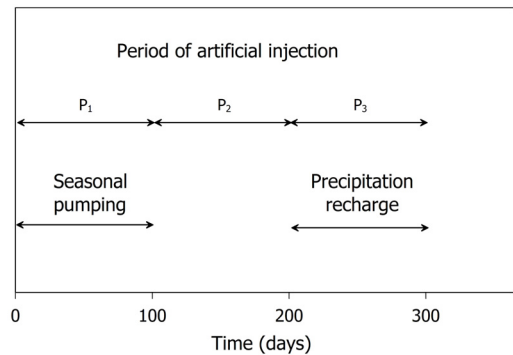 Period of artificial injection
P₁ P₂ P₃
Seasonal
pumping
Precipitation
recharge
0 100 200 300
Time (days)